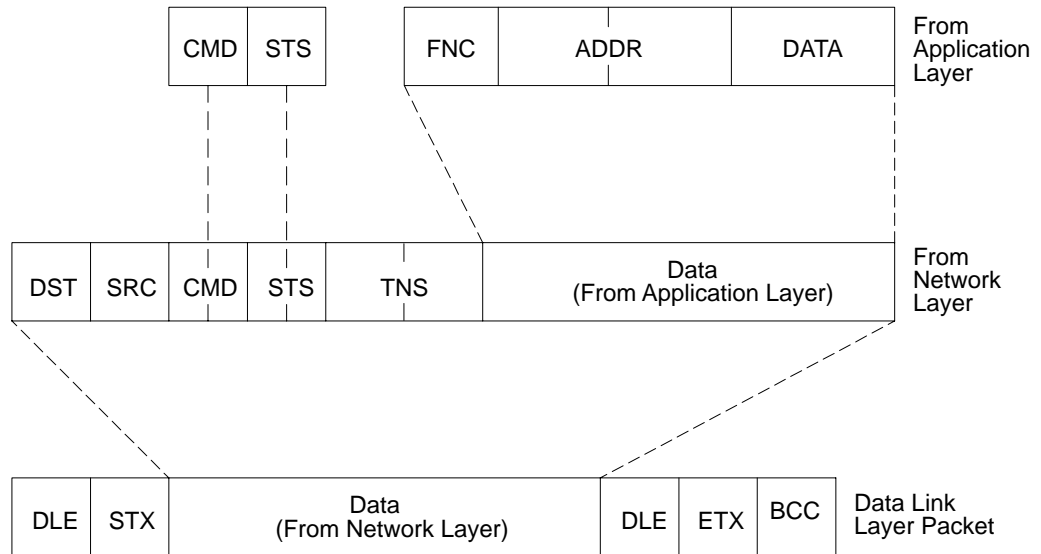 CMD STS FNC ADDR DATA
From
Application
Layer
DST SRC CMD STS TNS
Data
(From Application Layer)
From
Network
Layer
DLE STX
Data
(From Network Layer)
DLE ETX BCC
Data Link
Layer Packet